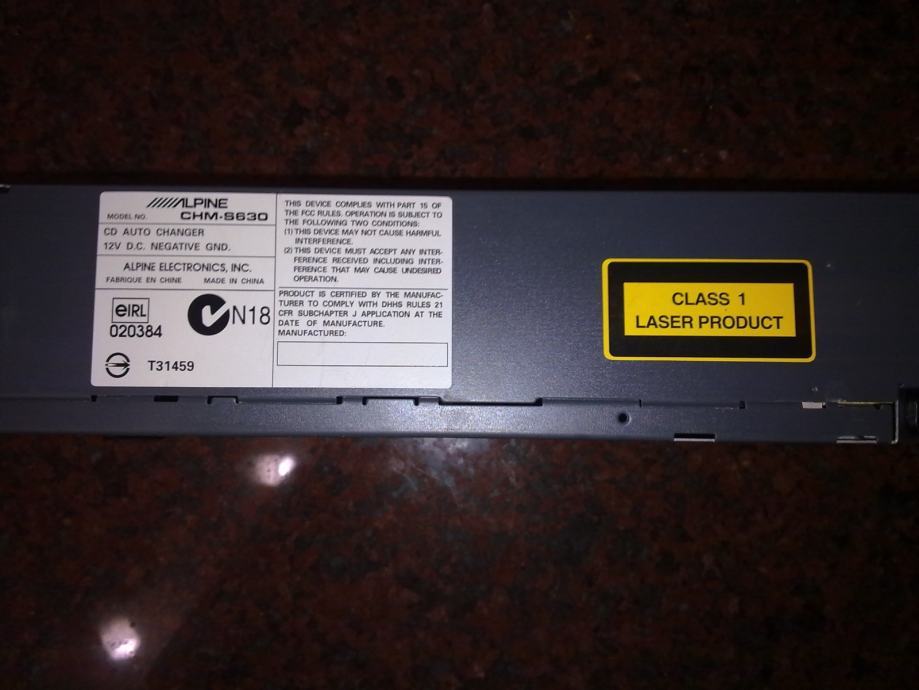 ALPINE
MODEL NO. CHM-S630
CD AUTO CHANGER
12V D.C. NEGATIVE GND.
ALPINE ELECTRONICS, INC.
FABRIQUE EN CHINE MADE IN CHINA
eIRL
020384
N18
T31459
THIS DEVICE COMPLIES WITH PART 15 OF
THE FCC RULES. OPERATION IS SUBJECT TO
THE FOLLOWING TWO CONDITIONS:
(1) THIS DEVICE MAY NOT CAUSE HARMFUL
INTERFERENCE.
(2) THIS DEVICE MUST ACCEPT ANY INTER-
FERENCE RECEIVED INCLUDING INTER-
FERENCE THAT MAY CAUSE UNDESIRED
OPERATION.
PRODUCT IS CERTIFIED BY THE MANUFAC-
TURER TO COMPLY WITH DHHS RULES 21
CFR SUBCHAPTER J APPLICATION AT THE
DATE OF MANUFACTURE.
MANUFACTURED:
CLASS 1
LASER PRODUCT